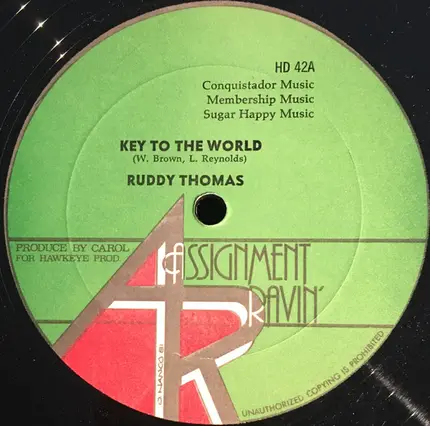 HD 42A
Conquistador Music
Membership Music
Sugar Happy Music
KEY TO THE WORLD
(W. Brown, L. Reynolds)
RUDDY THOMAS
PRODUCE BY CAROL
FOR HAWKEYE PROD.
ASSIGNMENT
RAVIN'
UNAUTHORIZED COPYING IS PROHIBITED